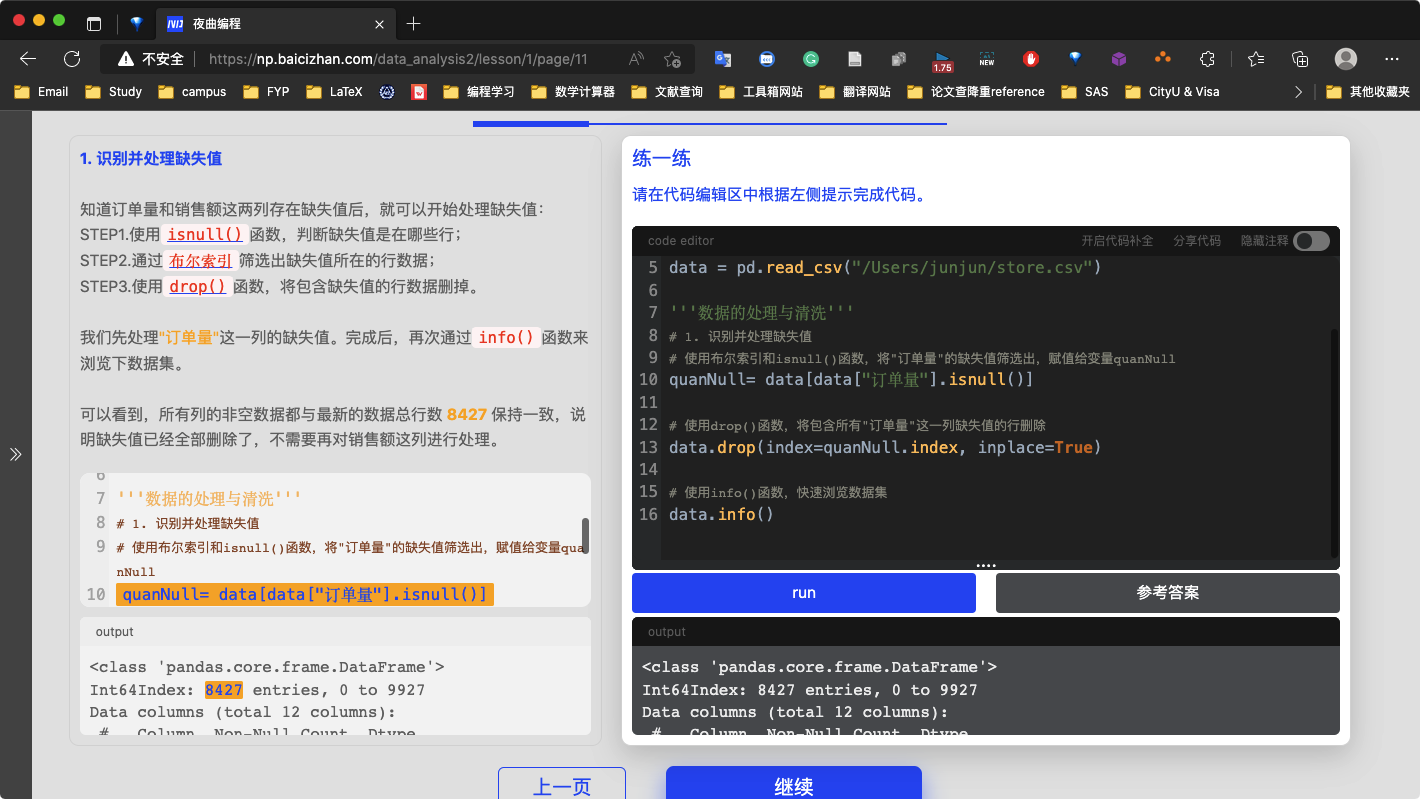 夜曲编程
不安全
https://np.baicizhan.com/data_analysis2/lesson/1/page/11
1.75
NEW
Email
Study
campus
FYP
LaTeX
编程学习
数学计算器
文献查询
工具箱网站
翻译网站
论文查降重reference
SAS
CityU & Visa
其他收藏夹
1. 识别并处理缺失值
知道订单量和销售额这两列存在缺失值后，就可以开始处理缺失值：
STEP1.使用 isnull() 函数，判断缺失值是在哪些行；
STEP2.通过 布尔索引 筛选出缺失值所在的行数据；
STEP3.使用 drop() 函数，将包含缺失值的行数据删掉。
我们先处理"订单量"这一列的缺失值。完成后，再次通过 info() 函数来
浏览下数据集。
可以看到，所有列的非空数据都与最新的数据总行数 8427 保持一致，说
明缺失值已经全部删除了，不需要再对销售额这列进行处理。
6
7 '''数据的处理与清洗'''
8 # 1. 识别并处理缺失值
9 # 使用布尔索引和isnull()函数，将"订单量"的缺失值筛选出，赋值给变量qua
nNull
10 quanNull= data[data["订单量"].isnull()]
output
<class 'pandas.core.frame.DataFrame'>
Int64Index: 8427 entries, 0 to 9927
Data columns (total 12 columns):
# Column Non-Null Count Dtype
练一练
请在代码编辑区中根据左侧提示完成代码。
code editor
开启代码补全
分享代码
隐藏注释
5 data = pd.read_csv("/Users/junjun/store.csv")
6
7 '''数据的处理与清洗'''
8 # 1. 识别并处理缺失值
9 # 使用布尔索引和isnull()函数，将"订单量"的缺失值筛选出，赋值给变量quanNull
10 quanNull= data[data["订单量"].isnull()]
11
12 # 使用drop()函数，将包含所有"订单量"这一列缺失值的行删除
13 data.drop(index=quanNull.index, inplace=True)
14
15 # 使用info()函数，快速浏览数据集
16 data.info()
run
参考答案
output
<class 'pandas.core.frame.DataFrame'>
Int64Index: 8427 entries, 0 to 9927
Data columns (total 12 columns):
# Column Non-Null Count Dtype
上一页
继续